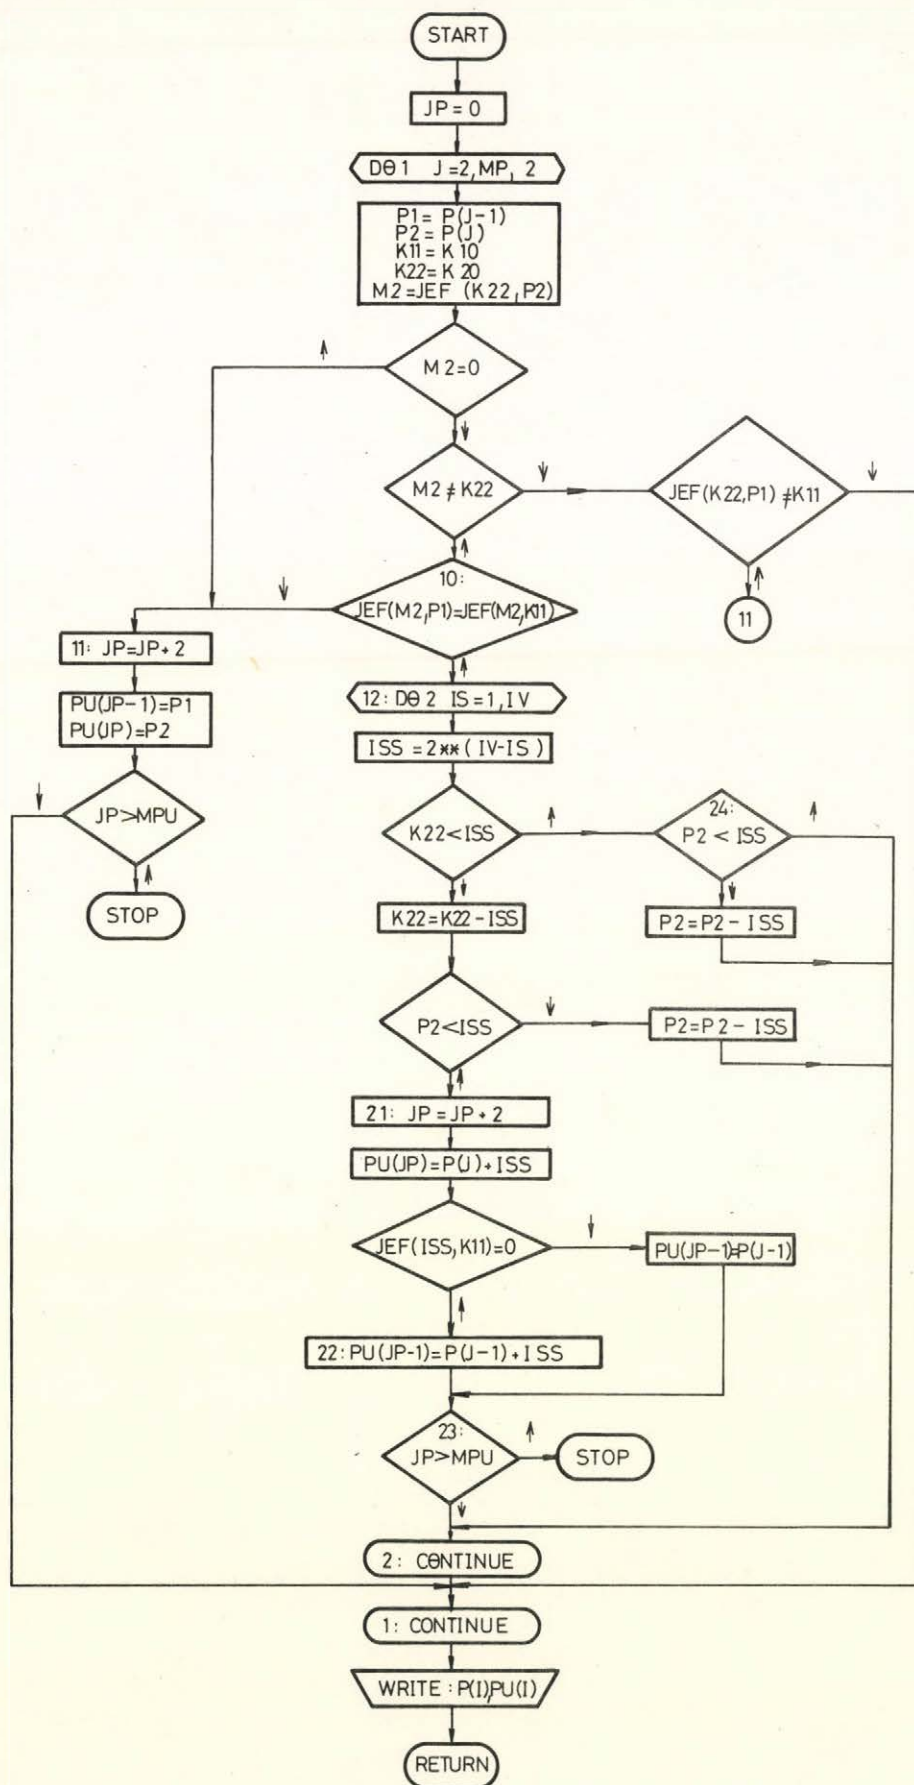 START
JP = 0
DO 1 J = 2, MP, 2
P1 = P(J-1)
P2 = P(J)
K11 = K 10
K22 = K 20
M2 = JEF (K22, P2)
M2 = 0
M2 ≠ K22
JEF(K22,P1) ≠ K11
10:
JEF(M2,P1)=JEF(M2,K11)
11
11: JP=JP+2
12: DO 2 IS = 1, IV
PU(JP-1)=P1
PU(JP)=P2
ISS = 2**(IV-IS)
JP>MPU
K22<ISS
24:
P2 < ISS
STOP
K22=K22-ISS
P2=P2-ISS
P2<ISS
P2=P2-ISS
21: JP = JP + 2
PU(JP)=P(J)+ISS
JEF(ISS,K11)=0
PU(JP-1)=P(J-1)
22: PU(JP-1)=P(J-1)+ISS
23:
JP>MPU
STOP
2: CONTINUE
1: CONTINUE
WRITE : P(I),PU(I)
RETURN